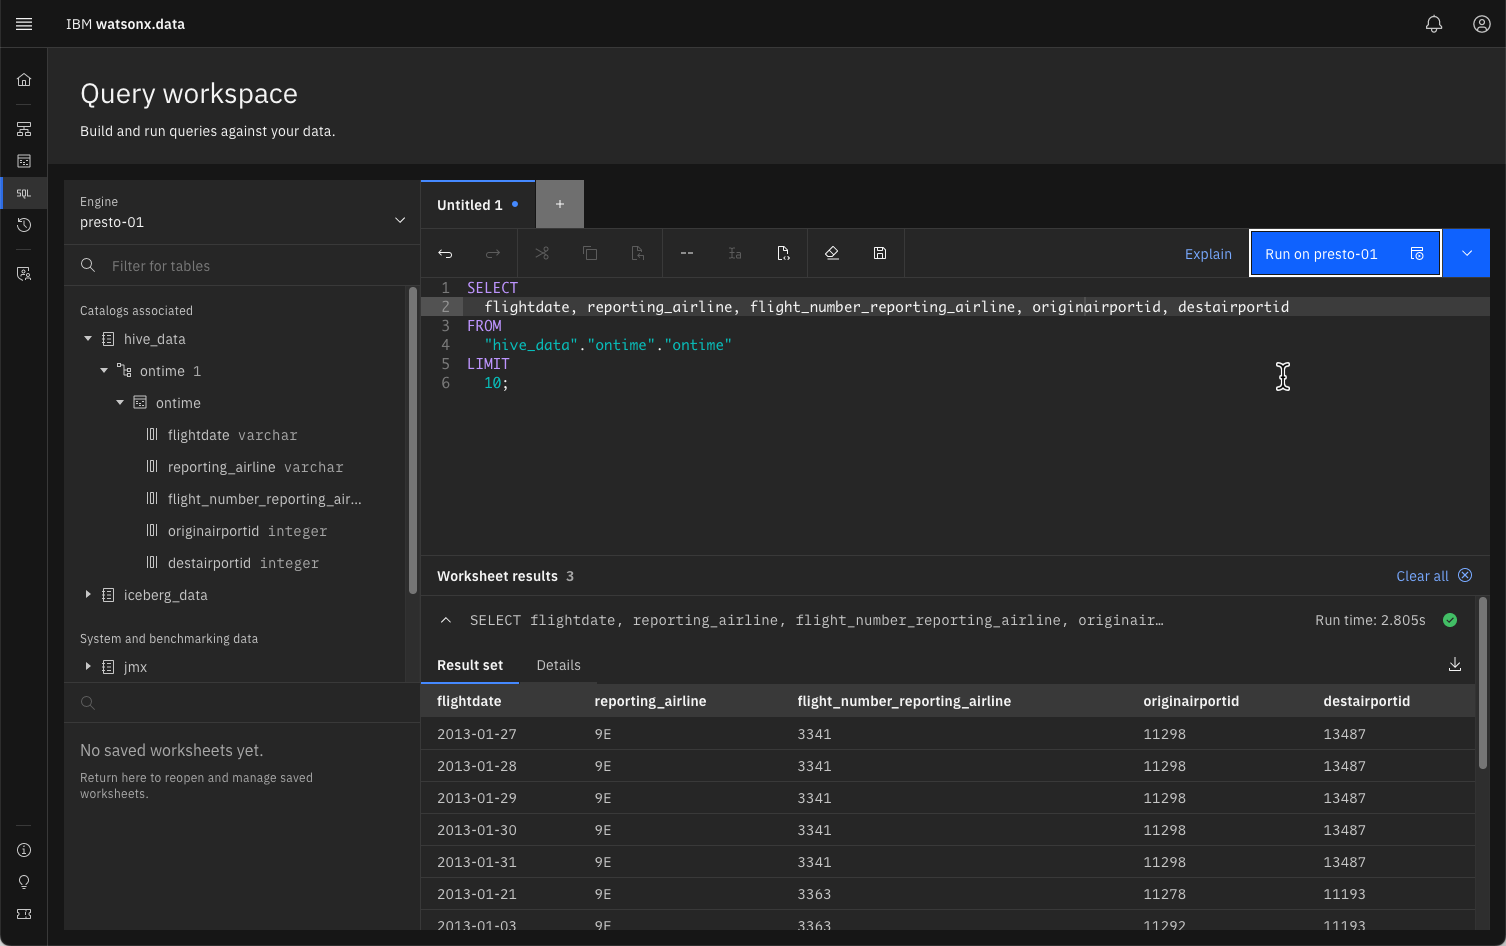 IBM watsonx.data
Query workspace
Build and run queries against your data.
SQL
Engine
presto-01
Filter for tables
Catalogs associated
hive_data
ontime 1
ontime
flightdate varchar
reporting_airline varchar
flight_number_reporting_air...
originairportid integer
destairportid integer
iceberg_data
System and benchmarking data
jmx
No saved worksheets yet.
Return here to reopen and manage saved
worksheets.
Untitled 1
+
Explain
Run on presto-01
1 SELECT
2 flightdate, reporting_airline, flight_number_reporting_airline, originairportid, destairportid
3 FROM
4 "hive_data"."ontime"."ontime"
5 LIMIT
6 10;
Worksheet results 3
Clear all
SELECT flightdate, reporting_airline, flight_number_reporting_airline, originair…
Run time: 2.805s
Result set Details
flightdate reporting_airline flight_number_reporting_airline originairportid destairportid
2013-01-27 9E 3341 11298 13487
2013-01-28 9E 3341 11298 13487
2013-01-29 9E 3341 11298 13487
2013-01-30 9E 3341 11298 13487
2013-01-31 9E 3341 11298 13487
2013-01-21 9E 3363 11278 11193
2013-01-03 9E 3363 11292 11193